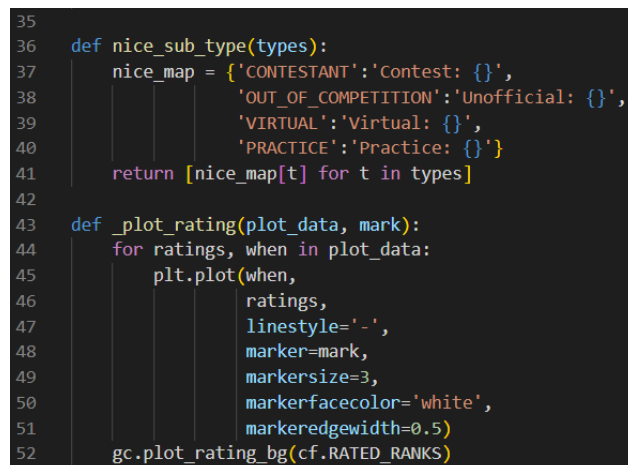 35
36 def nice_sub_type(types):
37     nice_map = {'CONTESTANT':'Contest: {}',
38                 'OUT_OF_COMPETITION':'Unofficial: {}',
39                 'VIRTUAL':'Virtual: {}',
40                 'PRACTICE':'Practice: {}'}
41     return [nice_map[t] for t in types]
42
43 def _plot_rating(plot_data, mark):
44     for ratings, when in plot_data:
45         plt.plot(when,
46                  ratings,
47                  linestyle='-',
48                  marker=mark,
49                  markersize=3,
50                  markerfacecolor='white',
51                  markeredgewidth=0.5)
52     gc.plot_rating_bg(cf.RATED_RANKS)